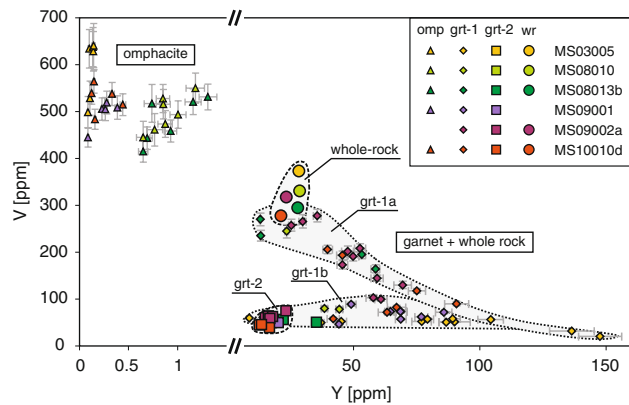 700
600
500
400
300
200
100
0
V [ppm]
0
0.5
1
50
100
150
Y [ppm]
omphacite
omp grt-1 grt-2 wr
MS03005
MS08010
MS08013b
MS09001
MS09002a
MS10010d
whole-rock
grt-1a
garnet + whole rock
grt-2
grt-1b